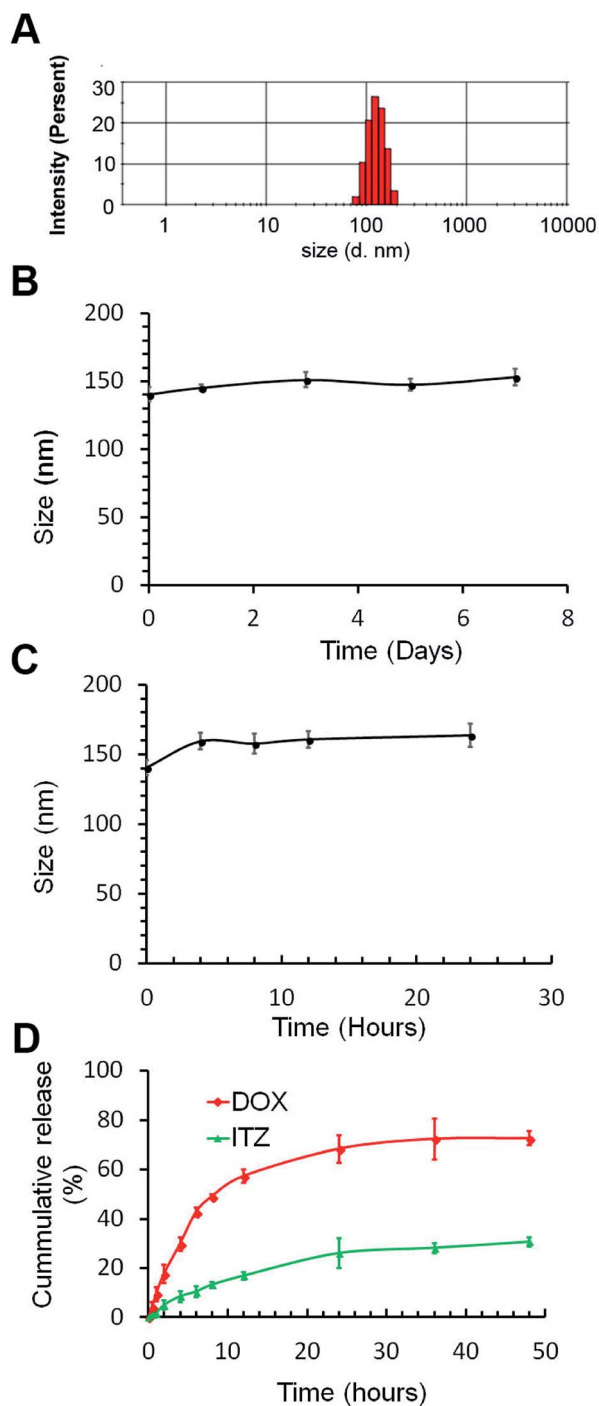 A
Intensity (Persent)
30
20
10
0
1 10 100 1000 10000
size (d. nm)
B
Size (nm)
200
150
100
50
0
0 2 4 6 8
Time (Days)
C
Size (nm)
200
150
100
50
0
0 10 20 30
Time (Hours)
D
Cummulative release
(%)
100
80
60
40
20
0
DOX
ITZ
0 10 20 30 40 50
Time (hours)